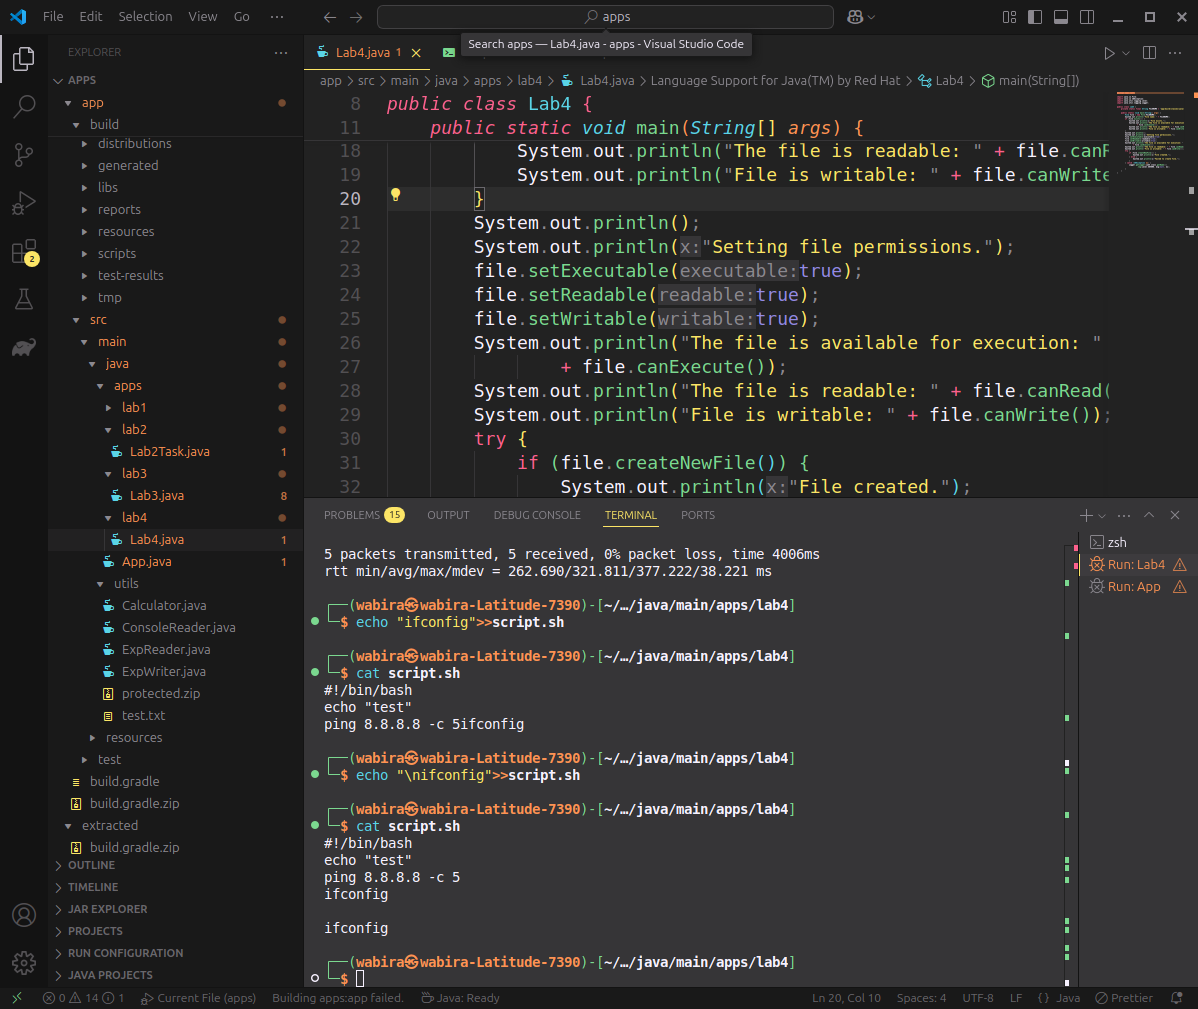 File Edit Selection View Go ··· apps
Search apps — Lab4.java - apps - Visual Studio Code
EXPLORER
APPS
app
build
distributions
generated
libs
reports
resources
scripts
test-results
tmp
src
main
java
apps
lab1
lab2
Lab2Task.java 1
lab3
Lab3.java 8
lab4
Lab4.java 1
App.java 1
utils
Calculator.java
ConsoleReader.java
ExpReader.java
ExpWriter.java
protected.zip
test.txt
resources
test
build.gradle
build.gradle.zip
extracted
build.gradle.zip
OUTLINE
TIMELINE
JAR EXPLORER
PROJECTS
RUN CONFIGURATION
JAVA PROJECTS
2
Lab4.java 1
app > src > main > java > apps > lab4 > Lab4.java > Language Support for Java(TM) by Red Hat > Lab4 > main(String[])
8 public class Lab4 {
11 public static void main(String[] args) {
18 System.out.println("The file is readable: " + file.canR
19 System.out.println("File is writable: " + file.canWrite
20 }
21 System.out.println();
22 System.out.println(x:"Setting file permissions.");
23 file.setExecutable(executable:true);
24 file.setReadable(readable:true);
25 file.setWritable(writable:true);
26 System.out.println("The file is available for execution: "
27 + file.canExecute());
28 System.out.println("The file is readable: " + file.canRead(
29 System.out.println("File is writable: " + file.canWrite());
30 try {
31 if (file.createNewFile()) {
32 System.out.println(x:"File created.");
PROBLEMS 15 OUTPUT DEBUG CONSOLE TERMINAL PORTS
5 packets transmitted, 5 received, 0% packet loss, time 4006ms
rtt min/avg/max/mdev = 262.690/321.811/377.222/38.221 ms
┌──(wabira㉿wabira-Latitude-7390)-[~/…/java/main/apps/lab4]
└─$ echo "ifconfig">>script.sh
┌──(wabira㉿wabira-Latitude-7390)-[~/…/java/main/apps/lab4]
└─$ cat script.sh
#!/bin/bash
echo "test"
ping 8.8.8.8 -c 5ifconfig
┌──(wabira㉿wabira-Latitude-7390)-[~/…/java/main/apps/lab4]
└─$ echo "\nifconfig">>script.sh
┌──(wabira㉿wabira-Latitude-7390)-[~/…/java/main/apps/lab4]
└─$ cat script.sh
#!/bin/bash
echo "test"
ping 8.8.8.8 -c 5
ifconfig
ifconfig
┌──(wabira㉿wabira-Latitude-7390)-[~/…/java/main/apps/lab4]
└─$
zsh
Run: Lab4
Run: App
0 14 1 Current File (apps) Building apps:app failed. Java: Ready Ln 20, Col 10 Spaces: 4 UTF-8 LF {} Java Prettier